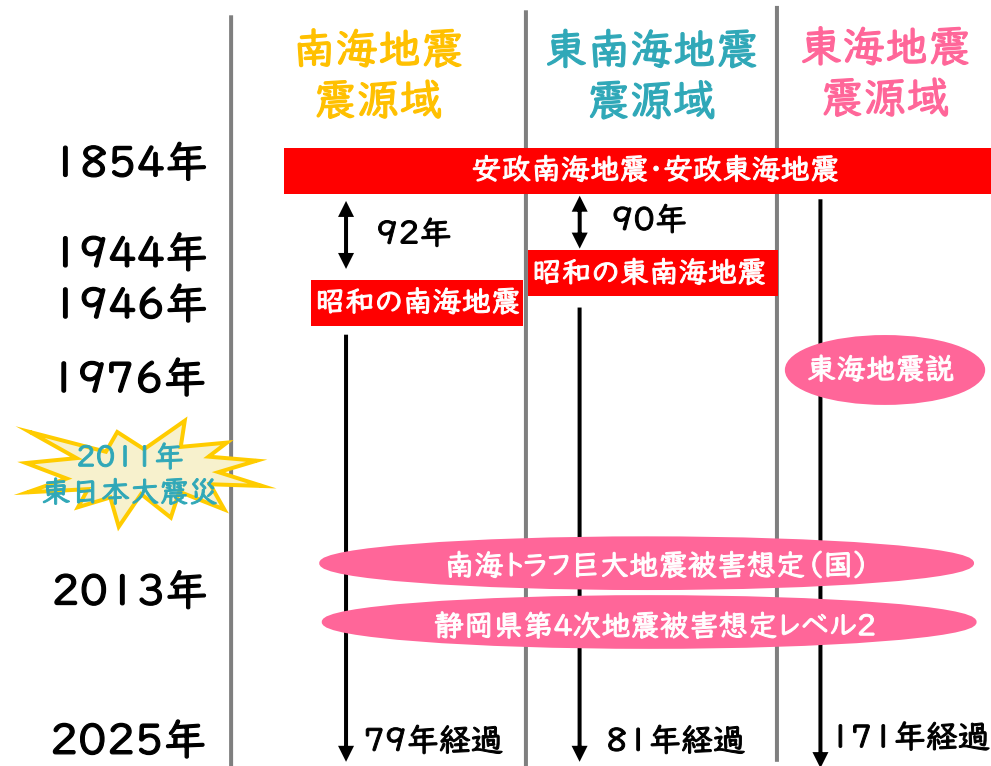 南海地震
震源域
東南海地震
震源域
東海地震
震源域
1854年
安政南海地震・安政東海地震
92年
90年
1944年
昭和の東南海地震
1946年
昭和の南海地震
1976年
東海地震説
2011年
東日本大震災
南海トラフ巨大地震被害想定(国)
2013年
静岡県第4次地震被害想定レベル2
2025年
79年経過
81年経過
171年経過